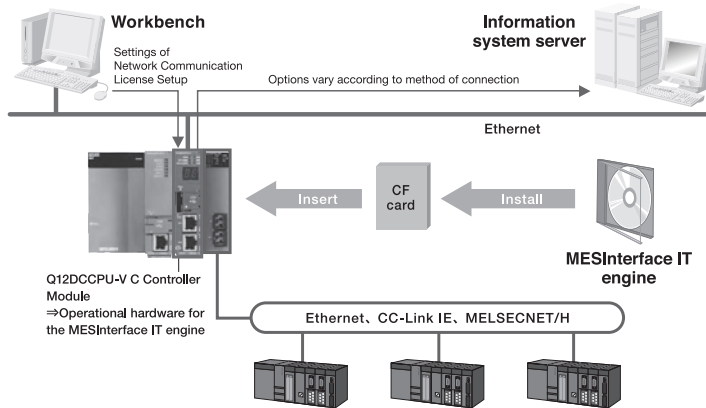 Workbench
Settings of
Network Communication
License Setup
Information
system server
Options vary according to method of connection
Ethernet
Insert
CF
card
Install
MESInterface IT
engine
Q12DCCPU-V C Controller
Module
⇒Operational hardware for
the MESInterface IT engine
Ethernet、CC-Link IE、MELSECNET/H